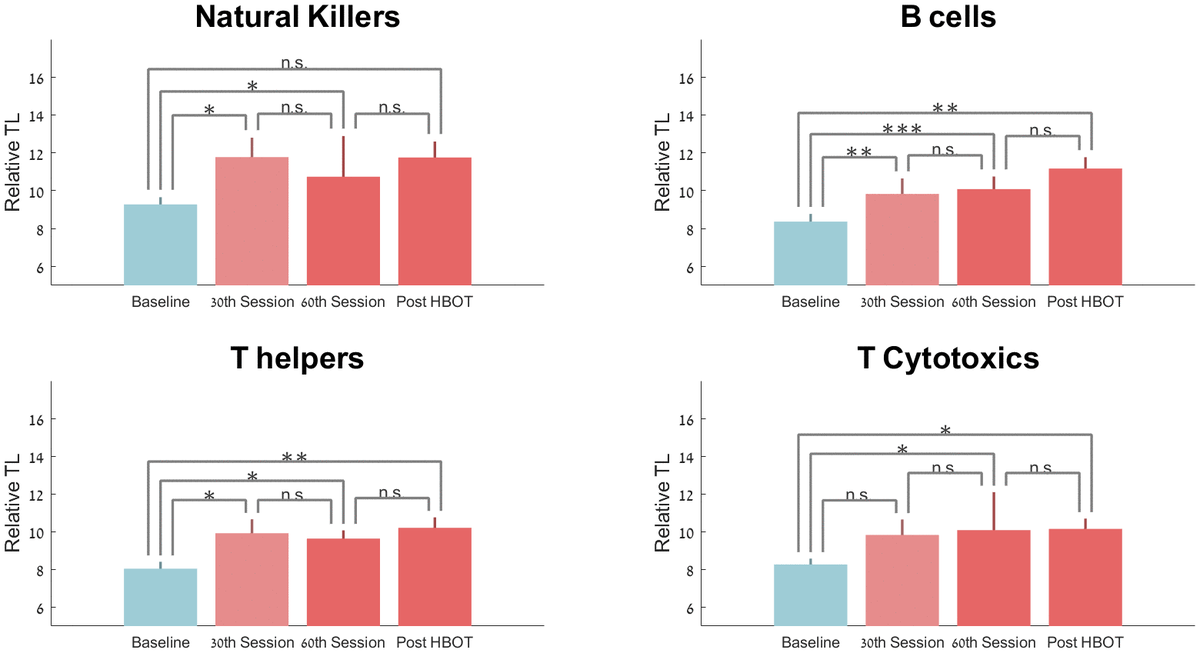 Natural Killers
Relative TL
16
14
12
10
8
6
n.s.
*
*
n.s.
n.s.
Baseline 30th Session 60th Session Post HBOT
B cells
Relative TL
16
14
12
10
8
6
**
***
n.s.
**
n.s.
Baseline 30th Session 60th Session Post HBOT
T helpers
Relative TL
16
14
12
10
8
6
**
*
*
n.s
n.s.
Baseline 30th Session 60th Session Post HBOT
T Cytotoxics
Relative TL
16
14
12
10
8
6
*
*
n.s
n.s
n.s.
Baseline 30th Session 60th Session Post HBOT